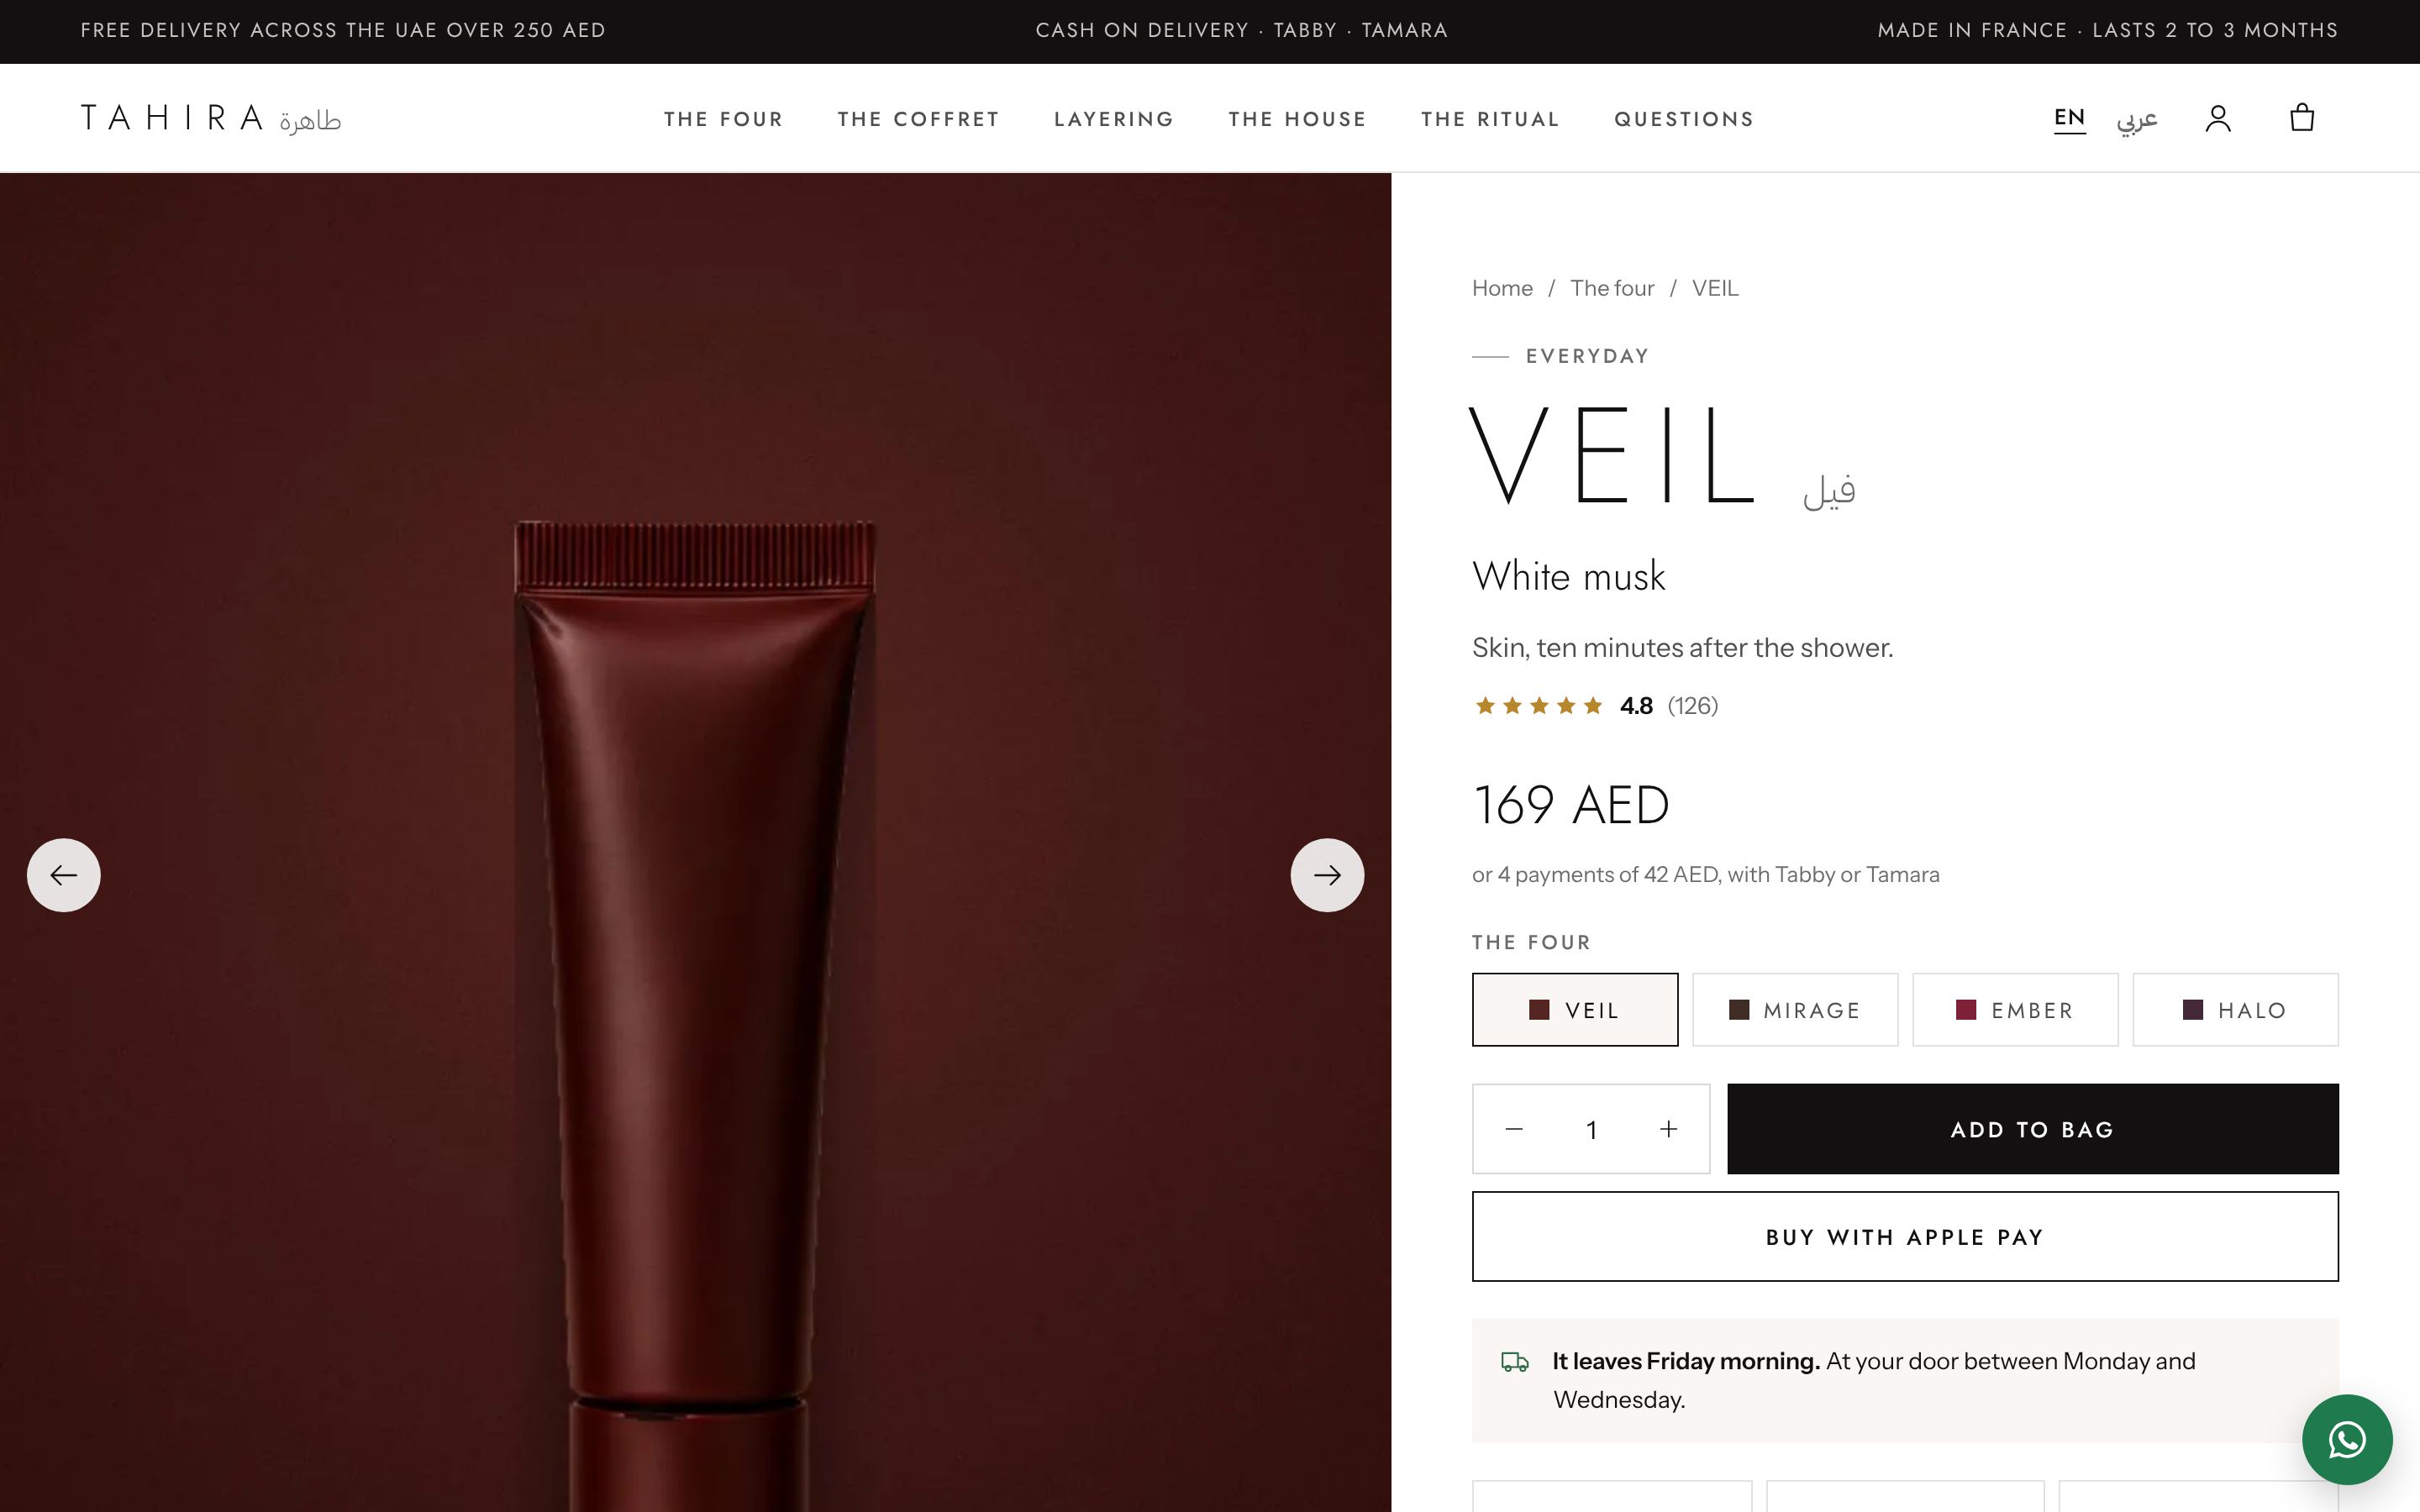 FREE DELIVERY ACROSS THE UAE OVER 250 AED
CASH ON DELIVERY · TABBY · TAMARA
MADE IN FRANCE · LASTS 2 TO 3 MONTHS
TAHIRA طاهرة
THE FOUR
THE COFFRET
LAYERING
THE HOUSE
THE RITUAL
QUESTIONS
EN
عربي
Home / The four / VEIL
EVERYDAY
VEIL فيل
White musk
Skin, ten minutes after the shower.
4.8 (126)
169 AED
or 4 payments of 42 AED, with Tabby or Tamara
THE FOUR
VEIL
MIRAGE
EMBER
HALO
1
ADD TO BAG
BUY WITH APPLE PAY
It leaves Friday morning. At your door between Monday and
Wednesday.